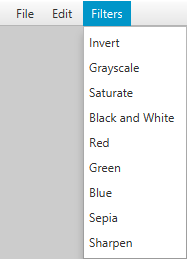 File Edit Filters
Invert
Grayscale
Saturate
Black and White
Red
Green
Blue
Sepia
Sharpen